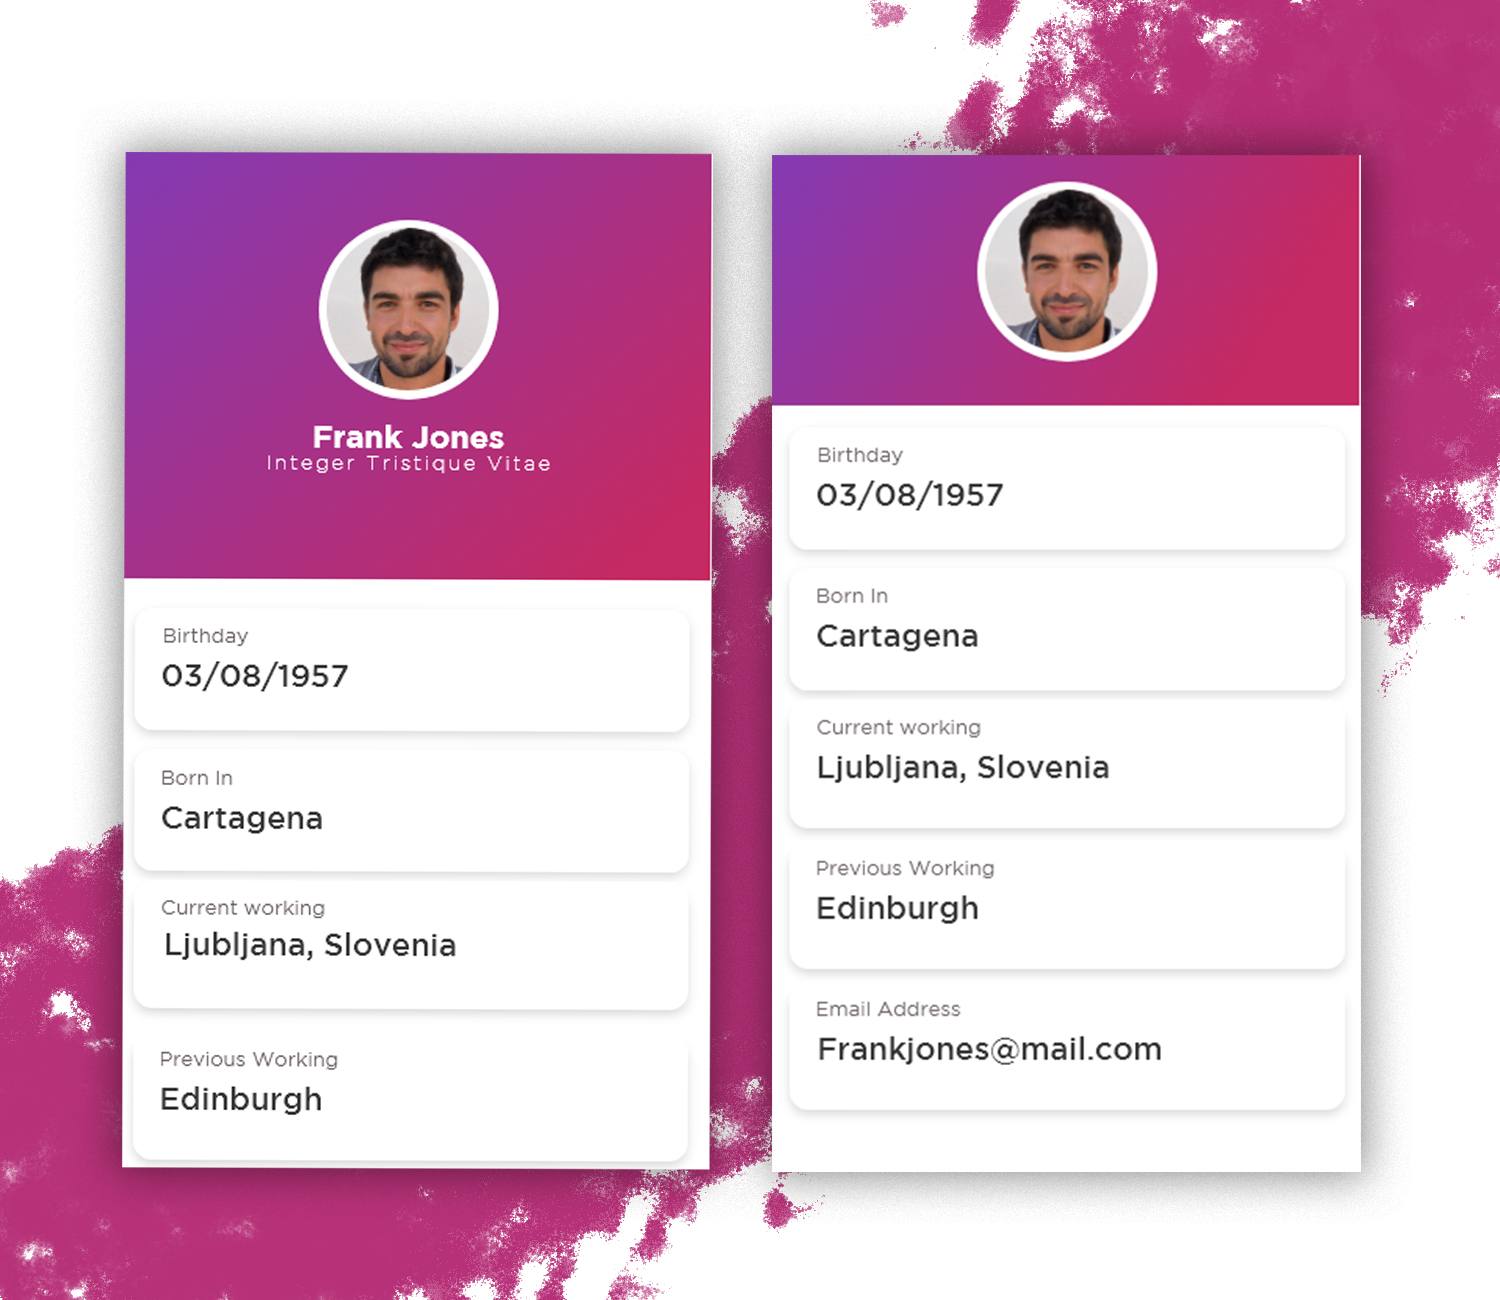 Frank Jones
Integer Tristique Vitae
Birthday
03/08/1957
Born In
Cartagena
Current working
Ljubljana, Slovenia
Previous Working
Edinburgh
Birthday
03/08/1957
Born In
Cartagena
Current working
Ljubljana, Slovenia
Previous Working
Edinburgh
Email Address
Frankjones@mail.com